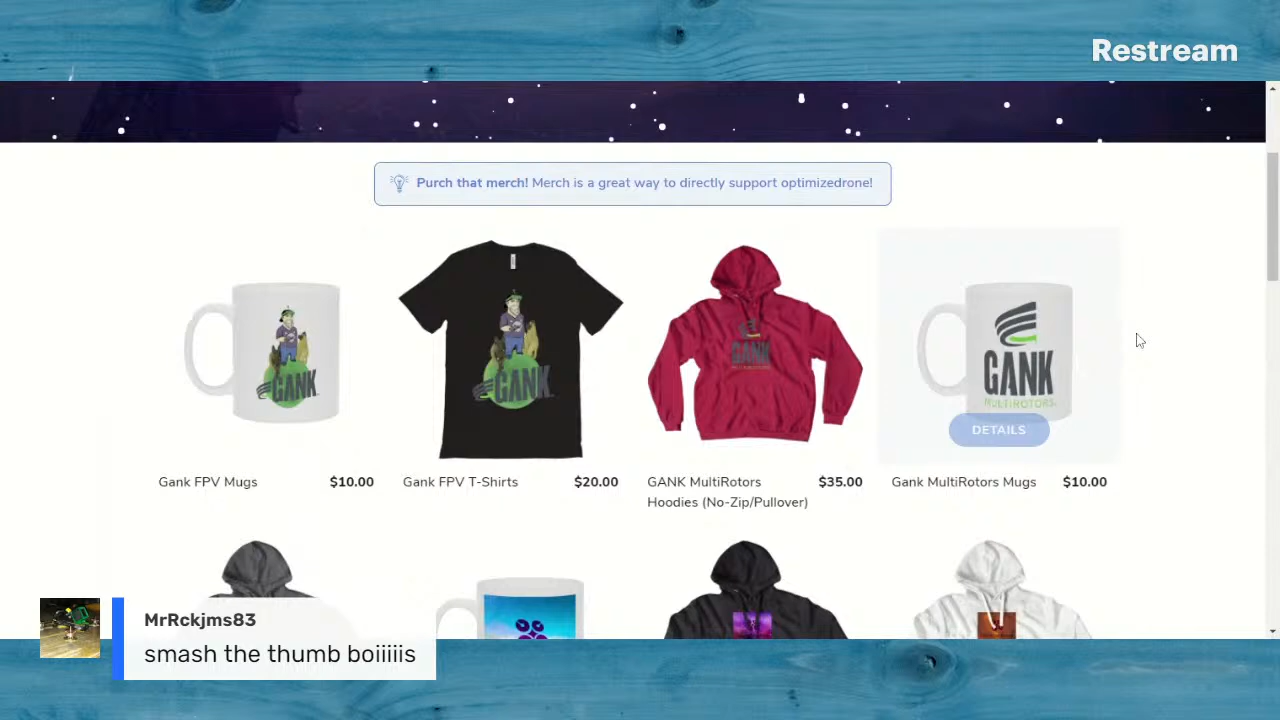 Restream
Purch that merch! Merch is a great way to directly support optimizedrone!
GANK
GANK
GANK
GANK
MULTIROTORS
DETAILS
Gank FPV Mugs $10.00
Gank FPV T-Shirts $20.00
GANK MultiRotors $35.00
Hoodies (No-Zip/Pullover)
Gank MultiRotors Mugs $10.00
MrRckjms83
smash the thumb boiiiiis